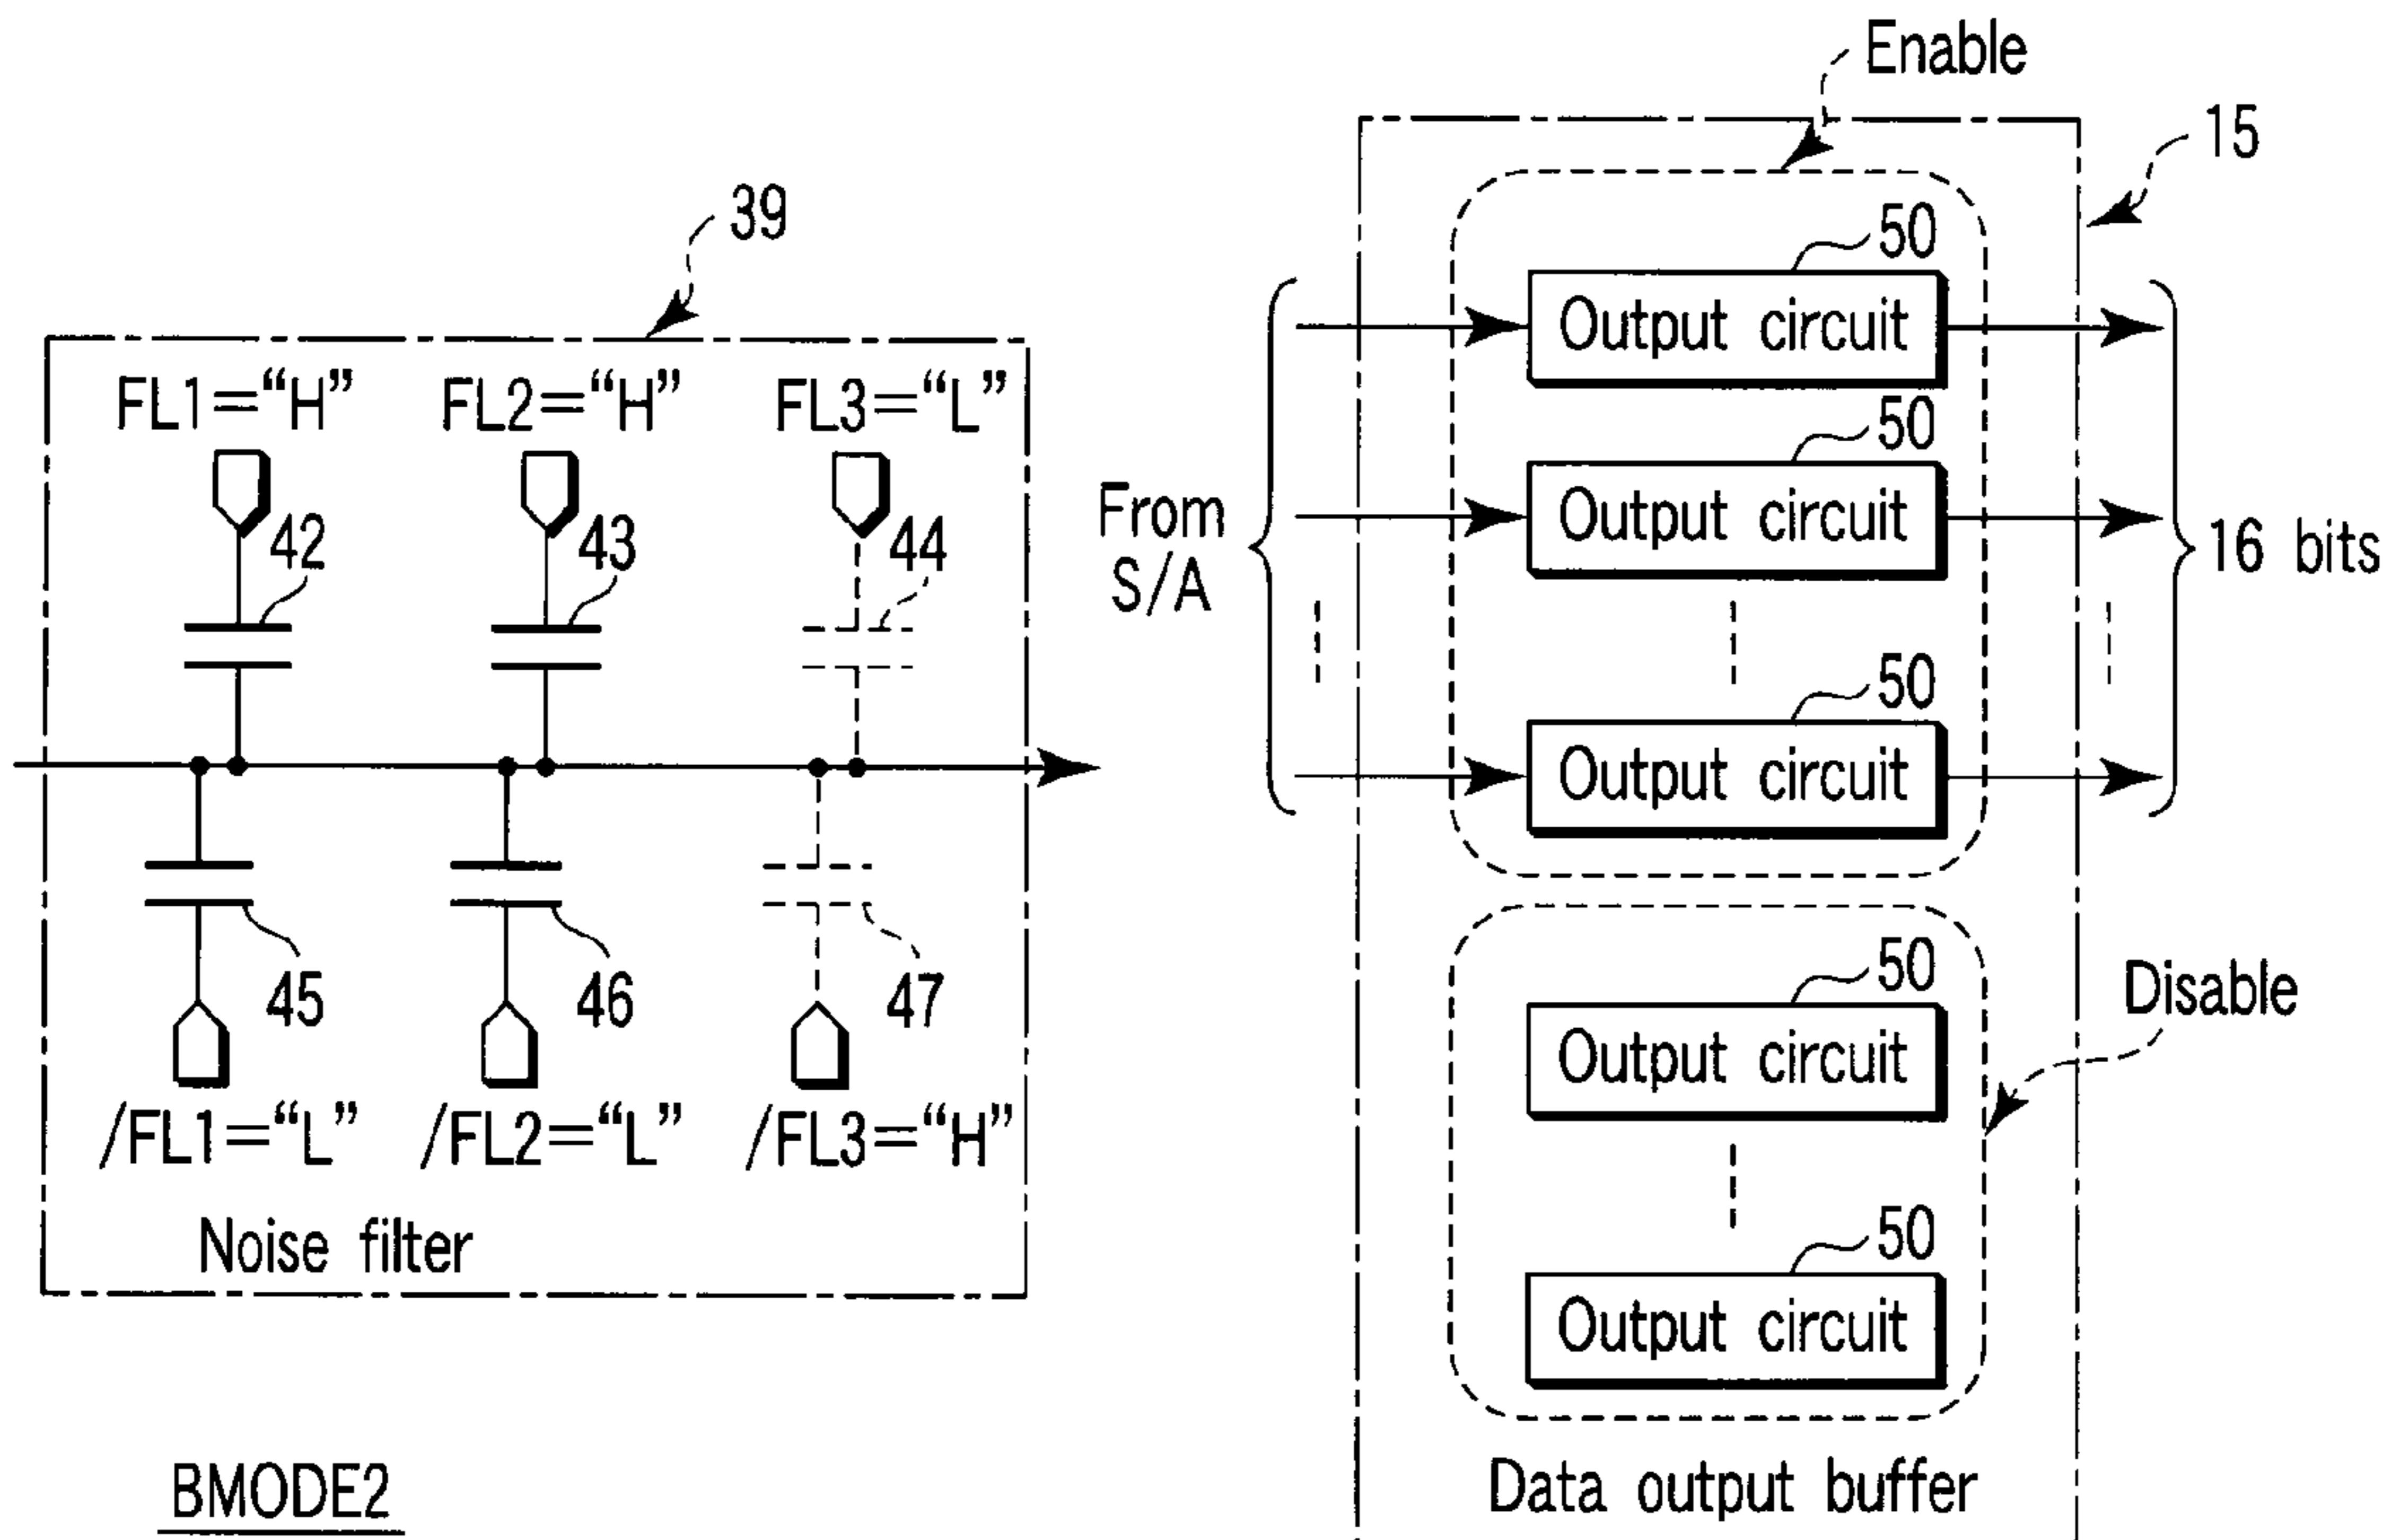 39
FL1=“H” FL2=“H” FL3=“L”
42 43 44
45 46 47
/FL1=“L” /FL2=“L” /FL3=“H”
Noise filter
BMODE2
Enable
15
50
Output circuit
50
Output circuit
From
S/A
16 bits
50
Output circuit
50
Output circuit
Disable
50
Output circuit
Data output buffer